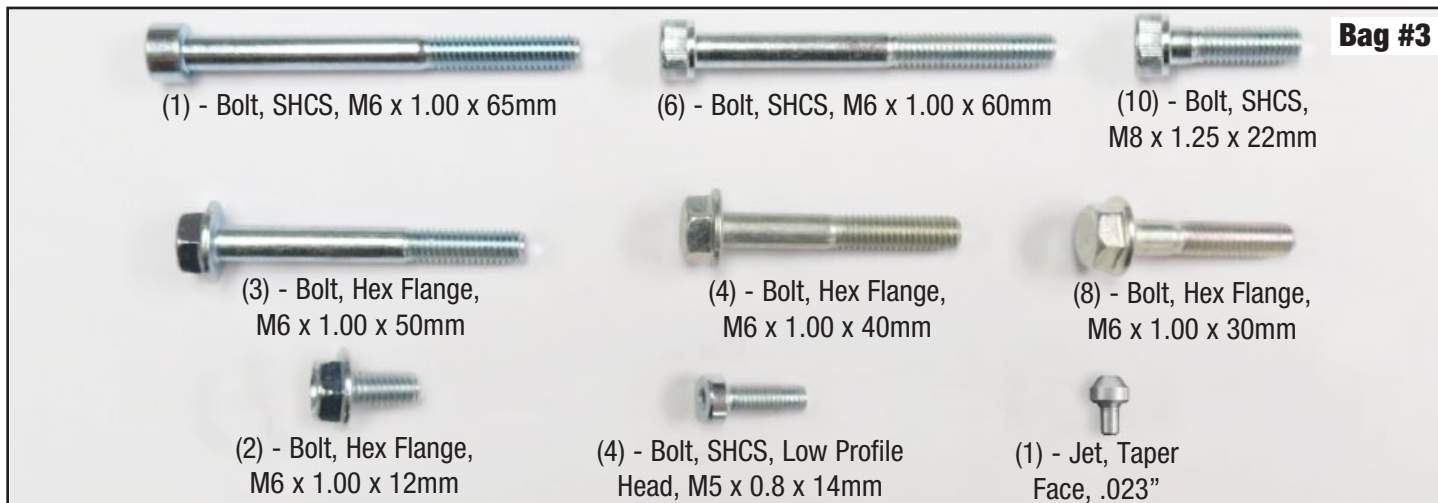 Bag #3
(1) - Bolt, SHCS, M6 x 1.00 x 65mm
(6) - Bolt, SHCS, M6 x 1.00 x 60mm
(10) - Bolt, SHCS,
M8 x 1.25 x 22mm
(3) - Bolt, Hex Flange,
M6 x 1.00 x 50mm
(4) - Bolt, Hex Flange,
M6 x 1.00 x 40mm
(8) - Bolt, Hex Flange,
M6 x 1.00 x 30mm
(2) - Bolt, Hex Flange,
M6 x 1.00 x 12mm
(4) - Bolt, SHCS, Low Profile
Head, M5 x 0.8 x 14mm
(1) - Jet, Taper
Face, .023”